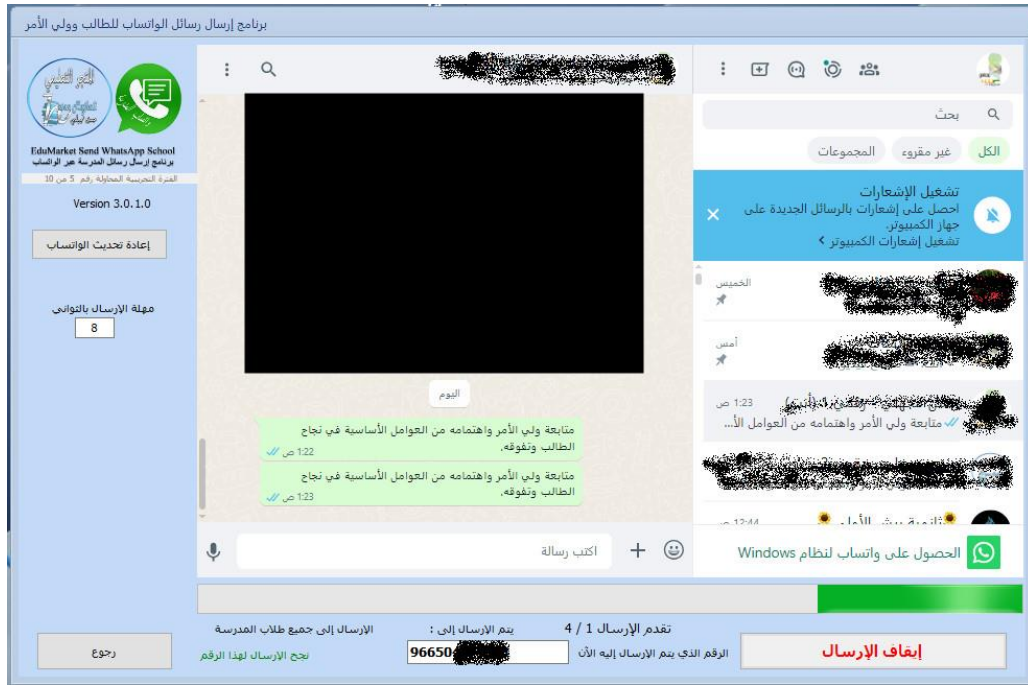 برنامج إرسال رسائل الواتساب للطالب وولي الأمر
EduMarket Send WhatsApp School
برنامج إرسال رسائل المدرسة عبر الواتساب
الفترة التجريبية المحاولة رقم 5 من 10
Version 3.0.1.0
إعادة تحديث الواتساب
مهلة الإرسال بالثواني
8
بحث
الكل
غير مقروء
المجموعات
تشغيل الإشعارات
احصل على إشعارات بالرسائل الجديدة على
جهاز الكمبيوتر.
تشغيل إشعارات الكمبيوتر
الخميس
أمس
1:23 ص
متابعة ولي الأمر واهتمامه من العوامل الأ...
12:44 ص
الحصول على واتساب لنظام Windows
اليوم
متابعة ولي الأمر واهتمامه من العوامل الأساسية في نجاح
الطالب وتفوقه.
1:22 ص
متابعة ولي الأمر واهتمامه من العوامل الأساسية في نجاح
الطالب وتفوقه.
1:23 ص
اكتب رسالة
إيقاف الإرسال
تقدم الإرسال 1 / 4
يتم الإرسال إلى :
الإرسال إلى جميع طلاب المدرسة
الرقم الذي يتم الإرسال إليه الآن
96650
نجح الإرسال لهذا الرقم
رجوع